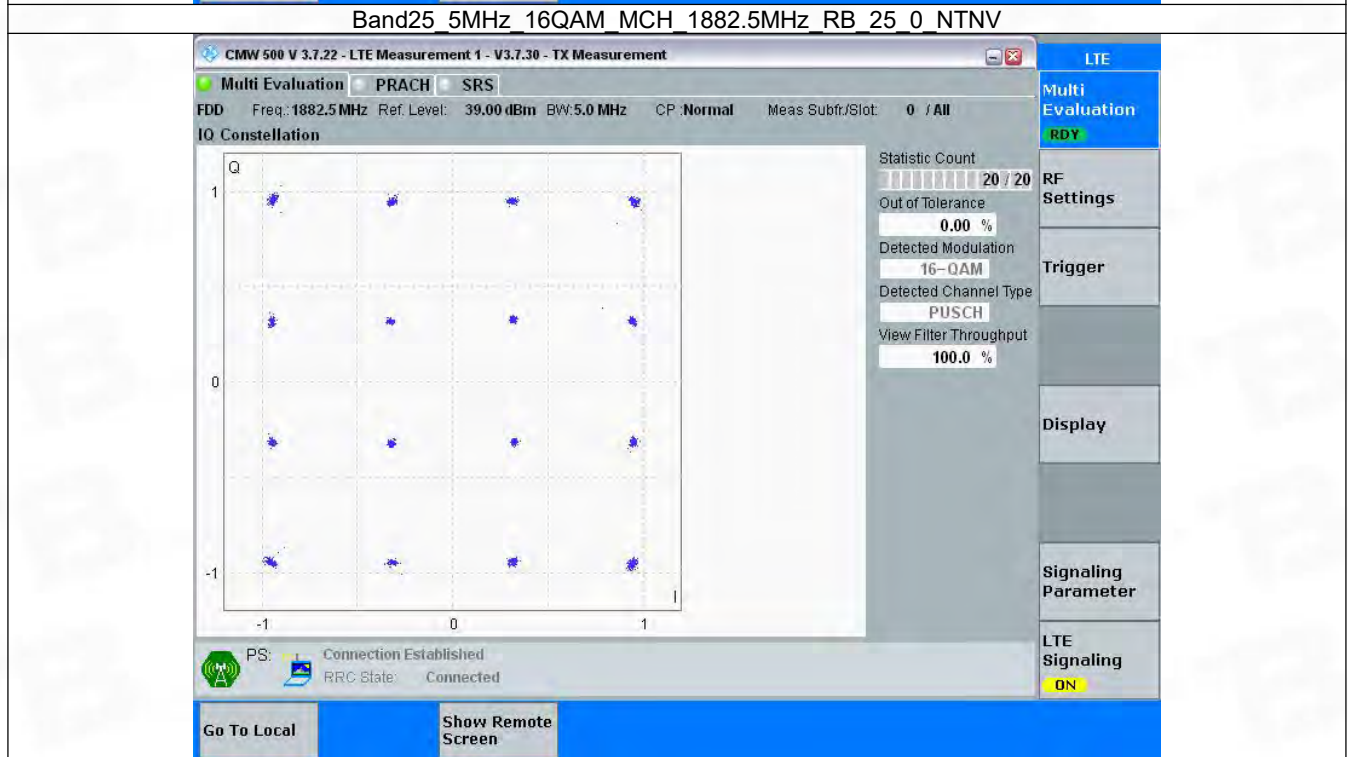 Band25_5MHz_16QAM_MCH_1882.5MHz_RB_25_0_NTNV
CMW 500 V 3.7.22 - LTE Measurement 1 - V3.7.30 - TX Measurement
LTE
Multi Evaluation PRACH SRS
FDD Freq.: 1882.5 MHz Ref. Level: 39.00 dBm BW: 5.0 MHz CP : Normal Meas Subfr./Slot: 0 / All
IQ Constellation
Q
1
0
-1
-1 0 1
I
Statistic Count
20 / 20
Out of Tolerance
0.00 %
Detected Modulation
16-QAM
Detected Channel Type
PUSCH
View Filter Throughput
100.0 %
Multi
Evaluation
RDY
RF
Settings
Trigger
Display
Signaling
Parameter
LTE
Signaling
ON
PS: Connection Established
RRC State: Connected
Go To Local
Show Remote
Screen